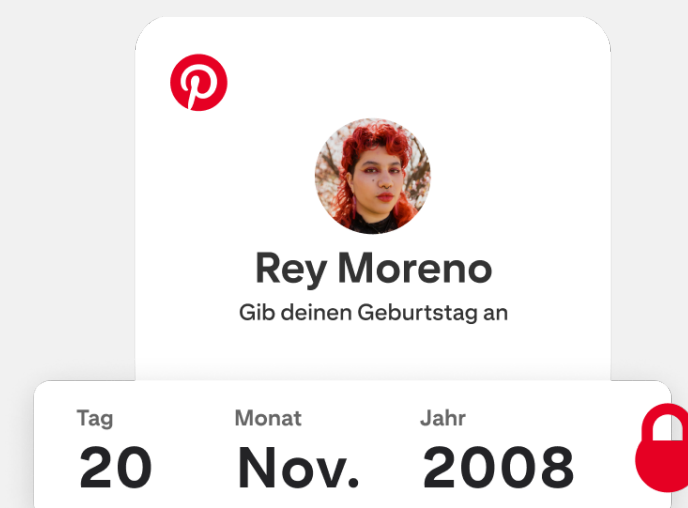 Rey Moreno
Gib deinen Geburtstag an
Tag Monat Jahr
20 Nov. 2008